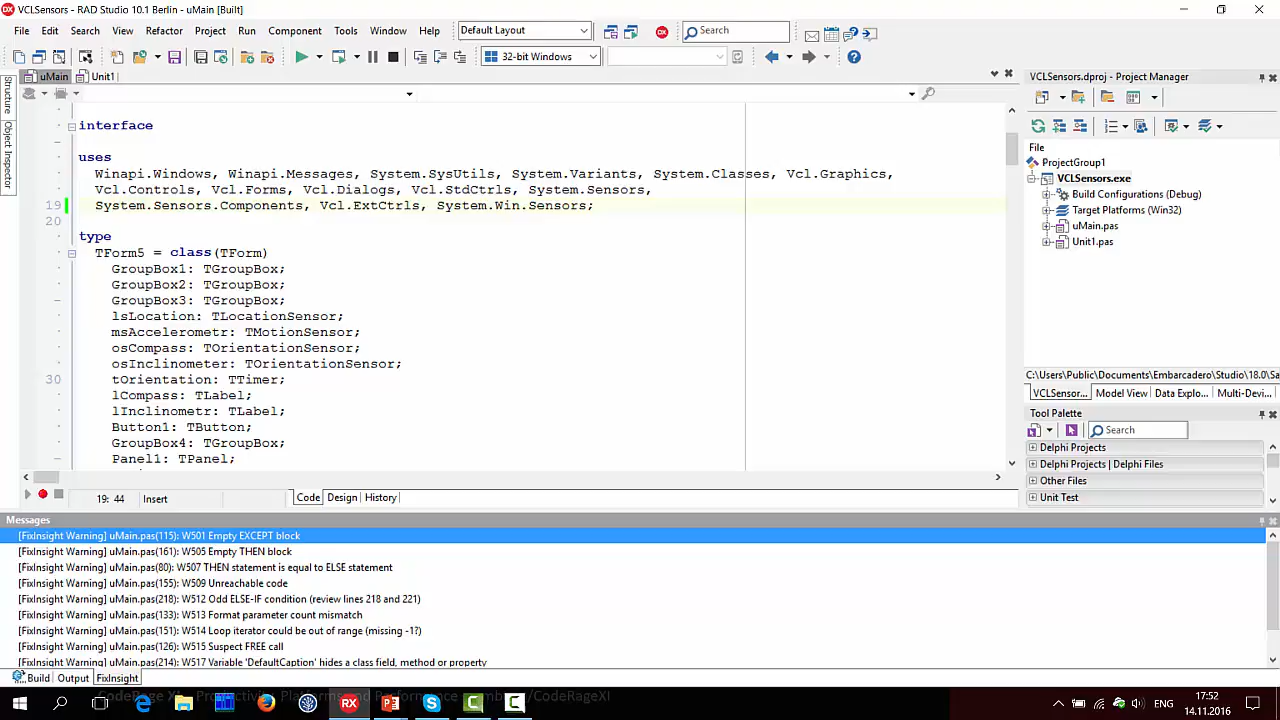 VCLSensors - RAD Studio 10.1 Berlin - uMain [Built]
File Edit Search View Refactor Project Run Component Tools Window Help Default Layout Search
32-bit Windows
uMain Unit1
VCLSensors.dproj - Project Manager
Structure
Object Inspector
interface
uses
Winapi.Windows, Winapi.Messages, System.SysUtils, System.Variants, System.Classes, Vcl.Graphics,
Vcl.Controls, Vcl.Forms, Vcl.Dialogs, Vcl.StdCtrls, System.Sensors,
19 System.Sensors.Components, Vcl.ExtCtrls, System.Win.Sensors;
20
type
TForm5 = class(TForm)
GroupBox1: TGroupBox;
GroupBox2: TGroupBox;
GroupBox3: TGroupBox;
lsLocation: TLocationSensor;
msAccelerometr: TMotionSensor;
osCompass: TOrientationSensor;
osInclinometer: TOrientationSensor;
30 tOrientation: TTimer;
lCompass: TLabel;
lInclinometr: TLabel;
Button1: TButton;
GroupBox4: TGroupBox;
Panel1: TPanel;
19: 44 Insert Code Design History
File
ProjectGroup1
VCLSensors.exe
Build Configurations (Debug)
Target Platforms (Win32)
uMain.pas
Unit1.pas
C:\Users\Public\Documents\Embarcadero\Studio\18.0\Sa
VCLSensor... Model View Data Explo... Multi-Devi...
Tool Palette
Search
Delphi Projects
Delphi Projects | Delphi Files
Other Files
Unit Test
Messages
[FixInsight Warning] uMain.pas(115): W501 Empty EXCEPT block
[FixInsight Warning] uMain.pas(161): W505 Empty THEN block
[FixInsight Warning] uMain.pas(80): W507 THEN statement is equal to ELSE statement
[FixInsight Warning] uMain.pas(155): W509 Unreachable code
[FixInsight Warning] uMain.pas(218): W512 Odd ELSE-IF condition (review lines 218 and 221)
[FixInsight Warning] uMain.pas(133): W513 Format parameter count mismatch
[FixInsight Warning] uMain.pas(151): W514 Loop iterator could be out of range (missing -1?)
[FixInsight Warning] uMain.pas(126): W515 Suspect FREE call
[FixInsight Warning] uMain.pas(214): W517 Variable 'DefaultCaption' hides a class field, method or property
Build Output FixInsight
CodeRage XI - Productivity, Platforms and Performance
/CodeRageXI
17:52
14.11.2016